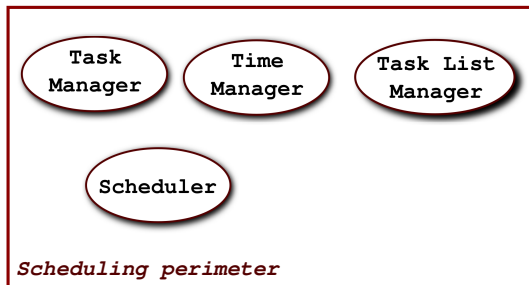 Task
Manager
Time
Manager
Task List
Manager
Scheduler
Scheduling perimeter